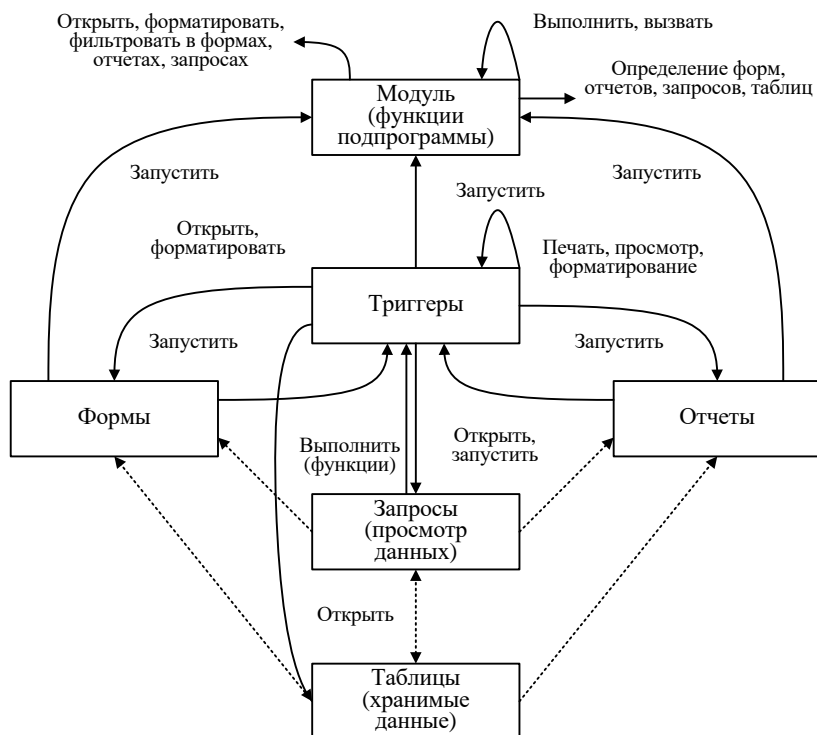 Открыть, форматировать,
фильтровать в формах,
отчетах, запросах
Выполнить, вызвать
Определение форм,
отчетов, запросов, таблиц
Модуль
(функции
подпрограммы)
Запустить
Запустить
Запустить
Открыть,
форматировать
Печать, просмотр,
форматирование
Триггеры
Запустить
Запустить
Формы
Отчеты
Выполнить
(функции)
Открыть,
запустить
Запросы
(просмотр
данных)
Открыть
Таблицы
(хранимые
данные)